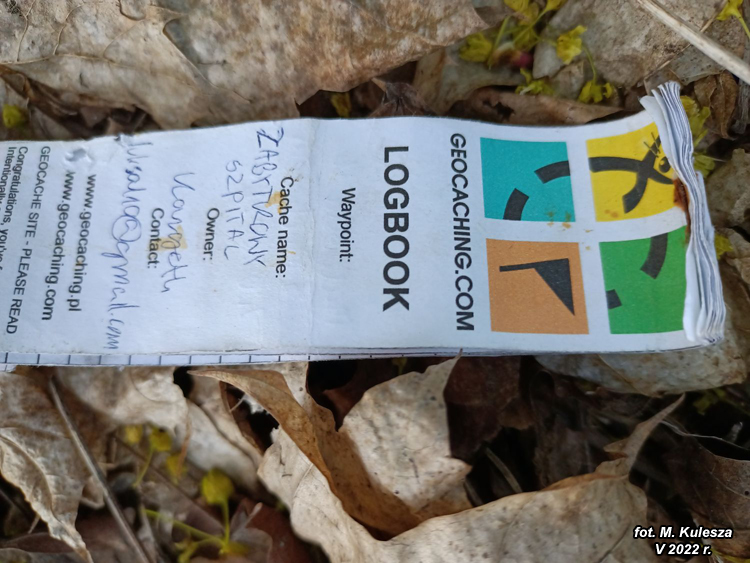 GEOCACHING.COM
LOGBOOK
Waypoint:
Cache name:
ZABYTKOWY
SZPITAL
Owner:
Contact:
www.geocaching.pl
www.geocaching.com
GEOCACHE SITE - PLEASE READ
Congratulations, you've
Intentionally
fot. M. Kulesza
V 2022 r.